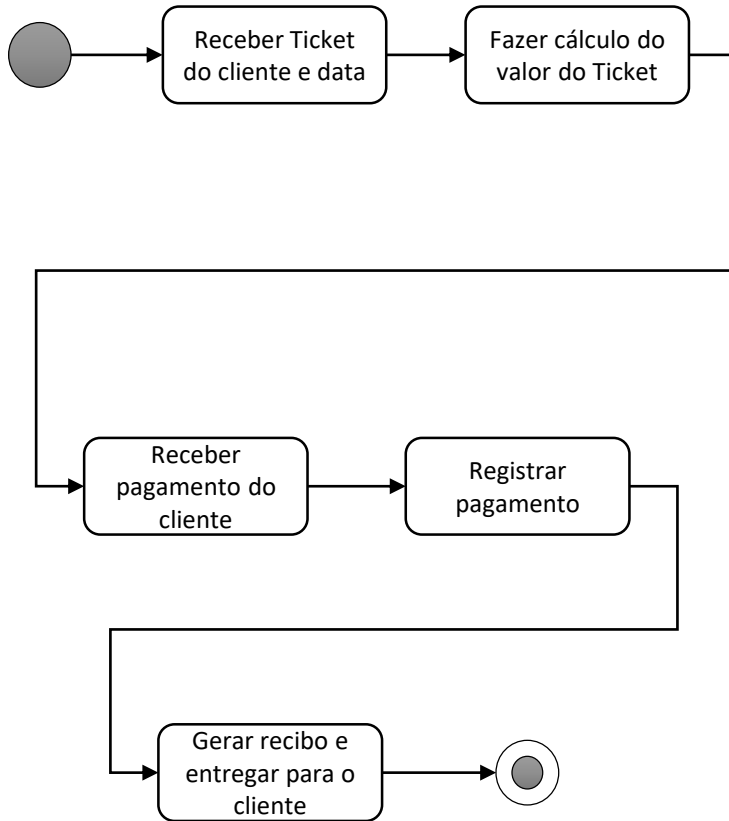 Receber Ticket
do cliente e data
Fazer cálculo do
valor do Ticket
Receber
pagamento do
cliente
Registrar
pagamento
Gerar recibo e
entregar para o
cliente